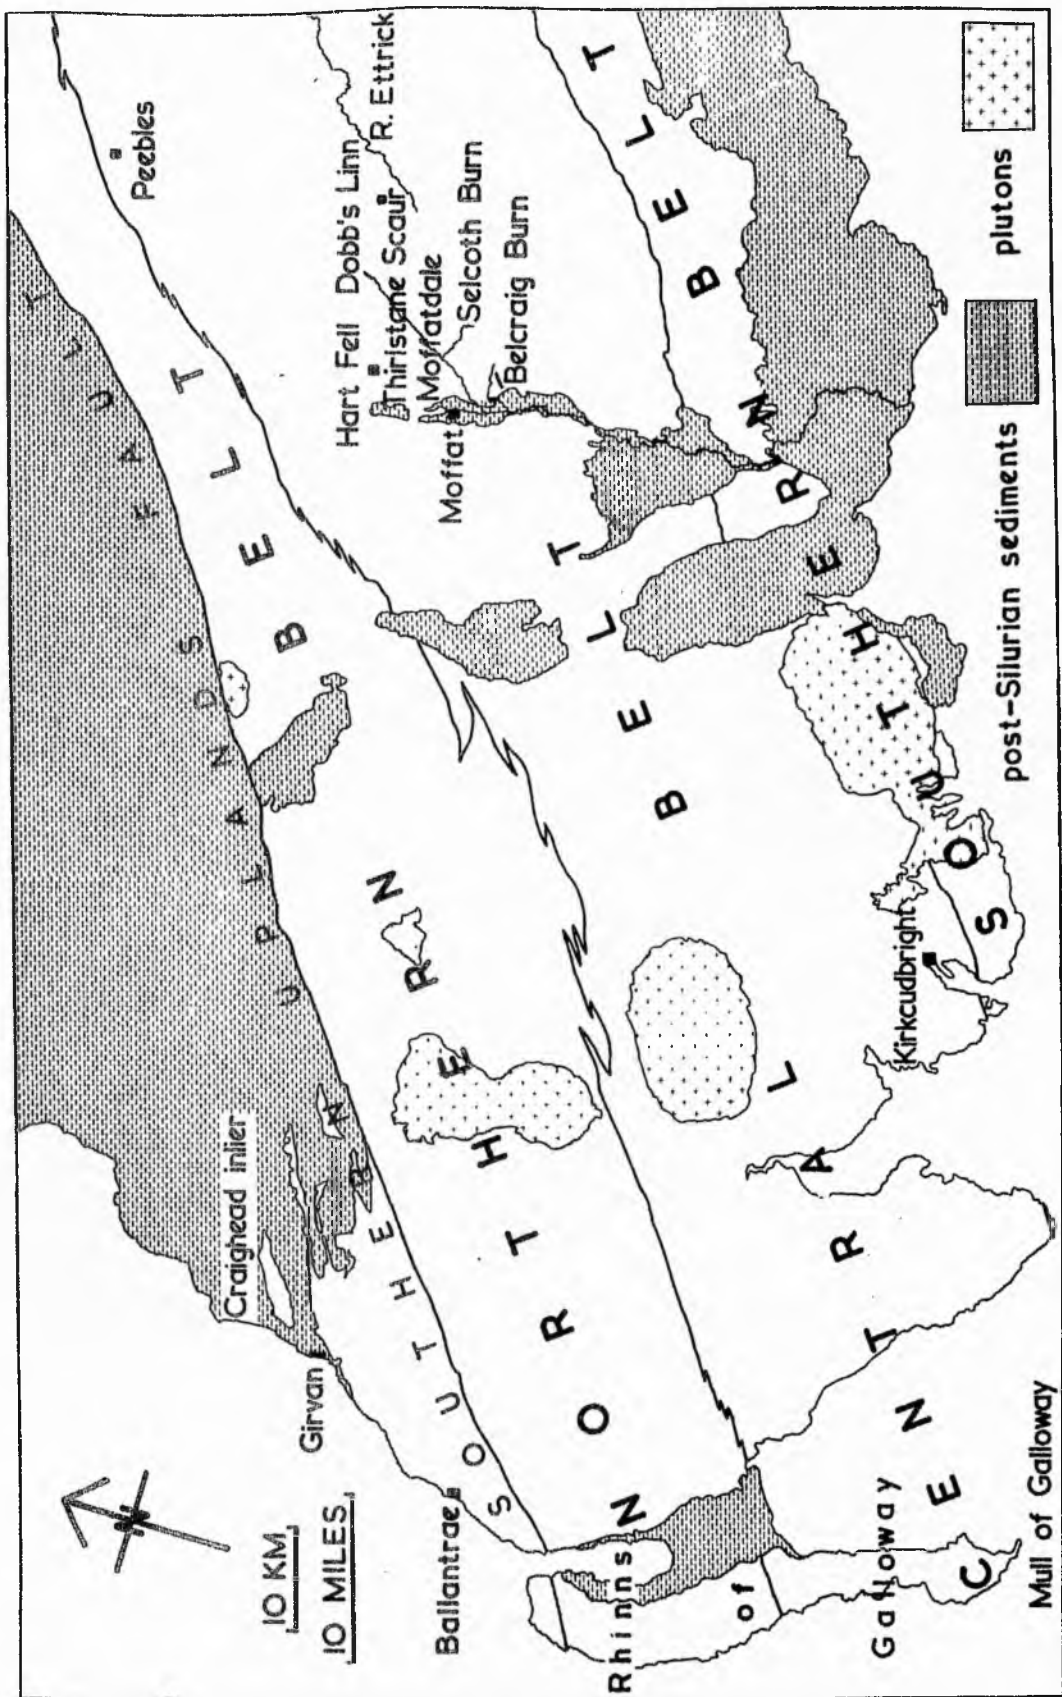 Peebles
Hart Fell
Dobb's Linn
Thirlstane Scaur
R. Ettrick
Moffatdale
Selcoth Burn
Moffat
Belcraig Burn
SOUTHERN UPLANDS FAULT
NORTHERN BELT
CENTRAL BELT
SOUTHERN BELT
Craighead inlier
Girvan
Ballantrae
10 KM
10 MILES
N
Rhinns
of
Galloway
Mull of Galloway
Kirkcudbright
post-Silurian sediments
plutons